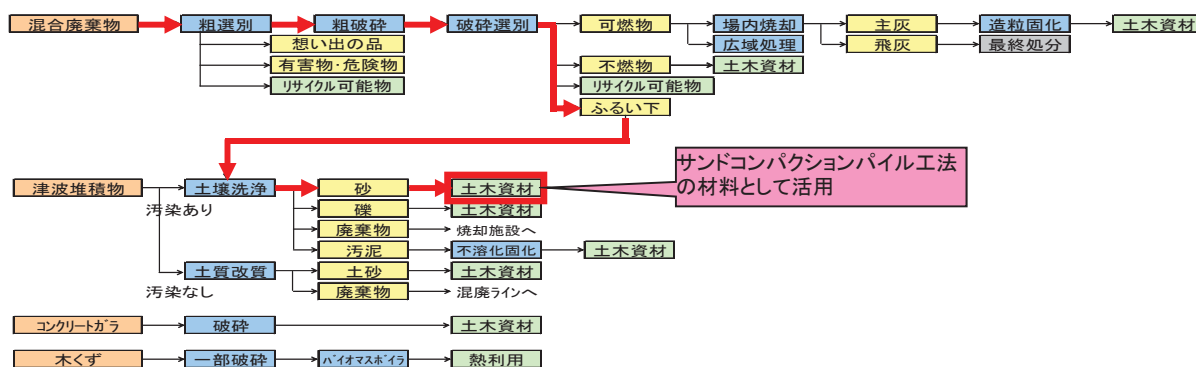 混合廃棄物
粗選別
粗破砕
破砕選別
可燃物
場内焼却
主灰
造粒固化
土木資材
想い出の品
広域処理
飛灰
最終処分
有害物・危険物
不燃物
土木資材
リサイクル可能物
リサイクル可能物
ふるい下
サンドコンパクションパイル工法
の材料として活用
津波堆積物
土壌洗浄
砂
土木資材
汚染あり
礫
土木資材
廃棄物
焼却施設へ
汚泥
不溶化固化
土木資材
土質改質
土砂
土木資材
汚染なし
廃棄物
混廃ラインへ
コンクリートガラ
破砕
土木資材
木くず
一部破砕
バイオマスボイラ
熱利用